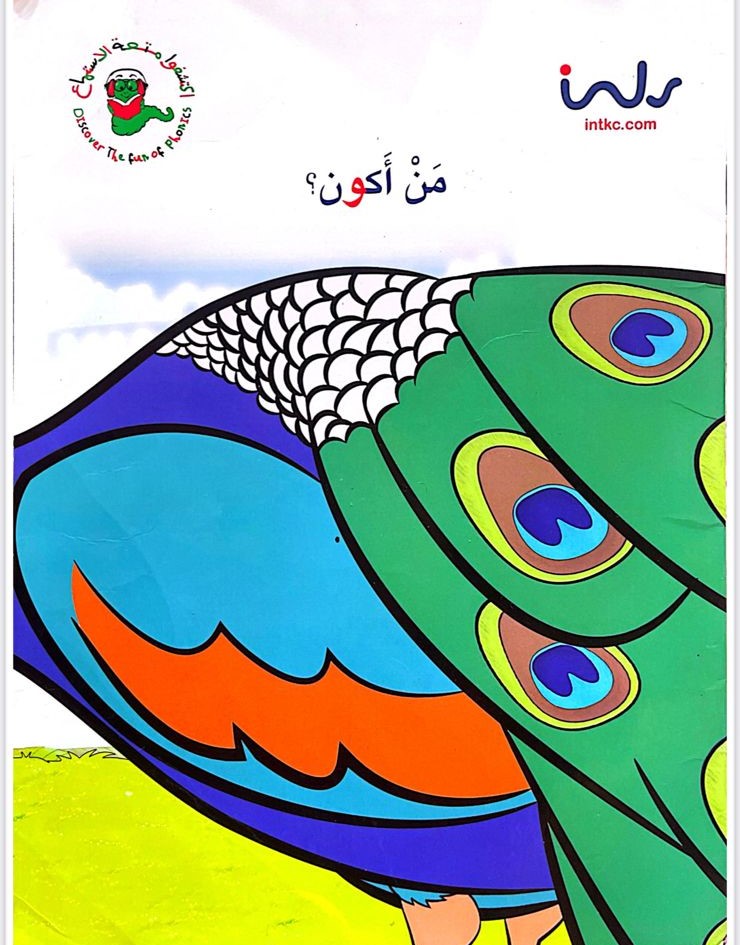 اكتشفوا متعة الاستماع
Discover The fun of Phonics
intkc.com
مَنْ أَكون؟